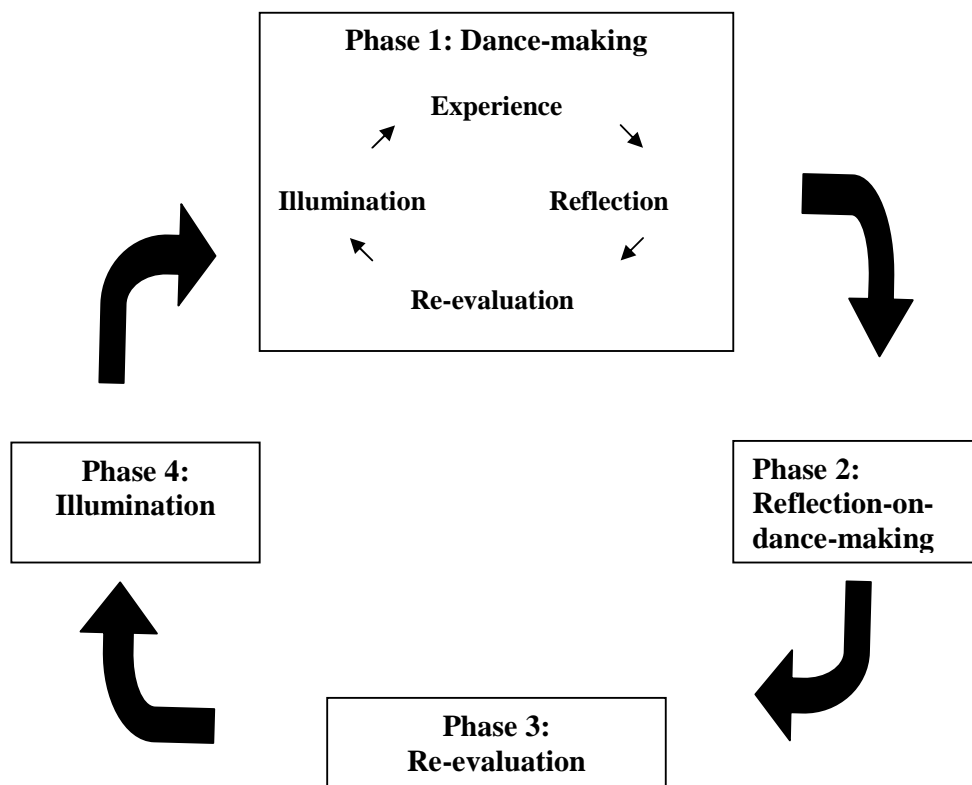 Phase 1: Dance-making
Experience
Illumination
Reflection
Re-evaluation
Phase 4:
Illumination
Phase 2:
Reflection-on-
dance-making
Phase 3:
Re-evaluation